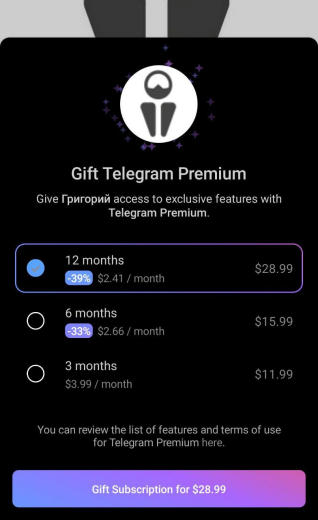 Gift Telegram Premium
Give Григорий access to exclusive features with
Telegram Premium.
12 months
-39% $2.41 / month
$28.99
6 months
-33% $2.66 / month
$15.99
3 months
$3.99 / month
$11.99
You can review the list of features and terms of use
for Telegram Premium here.
Gift Subscription for $28.99